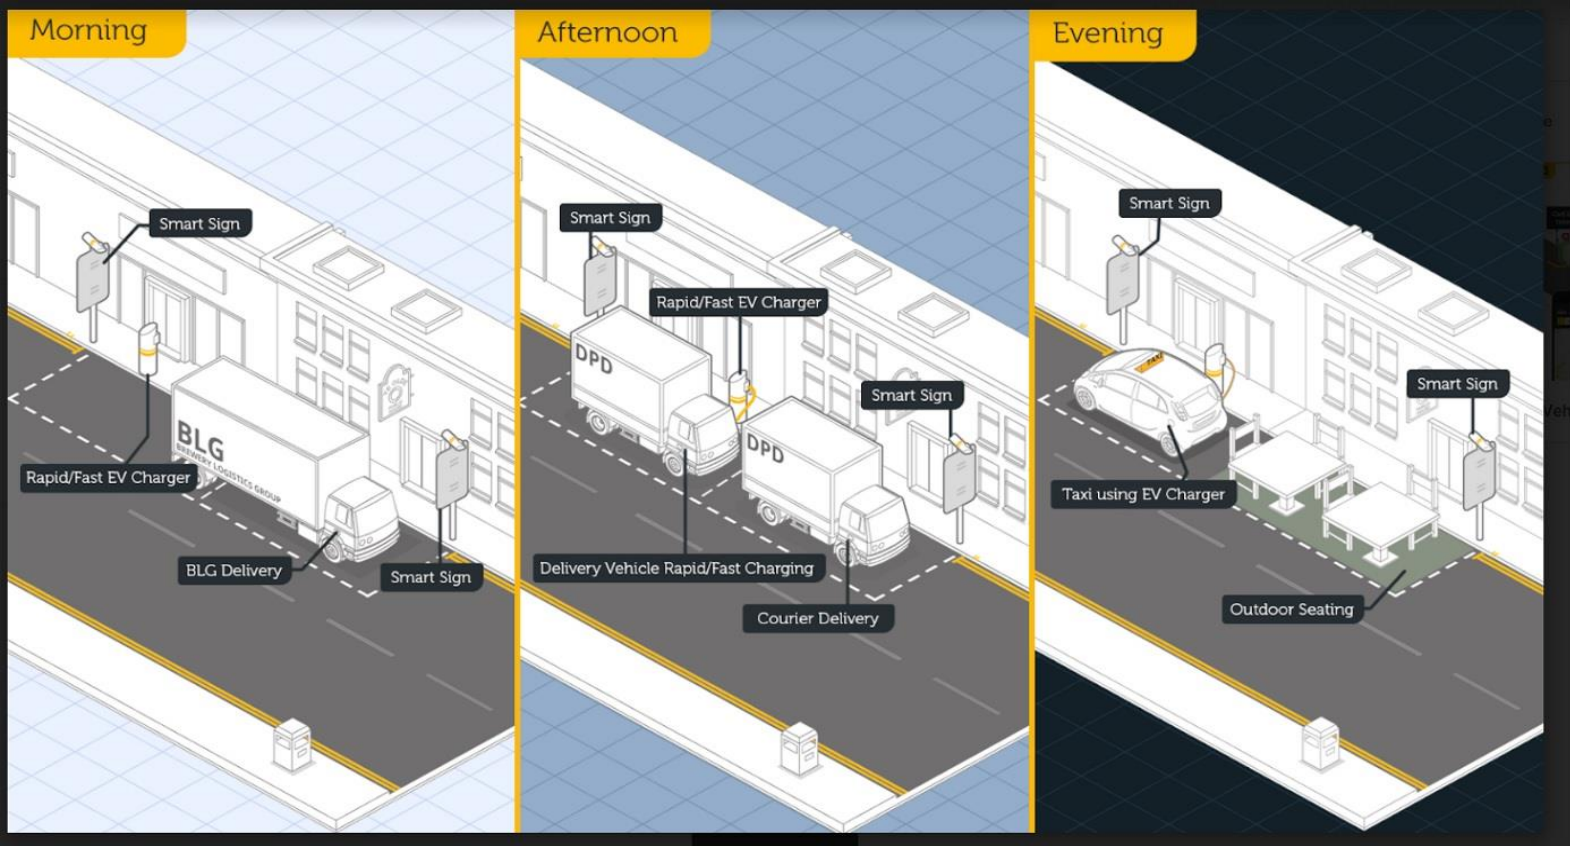 Morning
Smart Sign
Rapid/Fast EV Charger
BLG
BREWERY LOGISTICS GROUP
BLG Delivery
Smart Sign
Afternoon
Smart Sign
Rapid/Fast EV Charger
DPD
Smart Sign
DPD
Delivery Vehicle Rapid/Fast Charging
Courier Delivery
Evening
Smart Sign
TAXI
Smart Sign
Taxi using EV Charger
Outdoor Seating